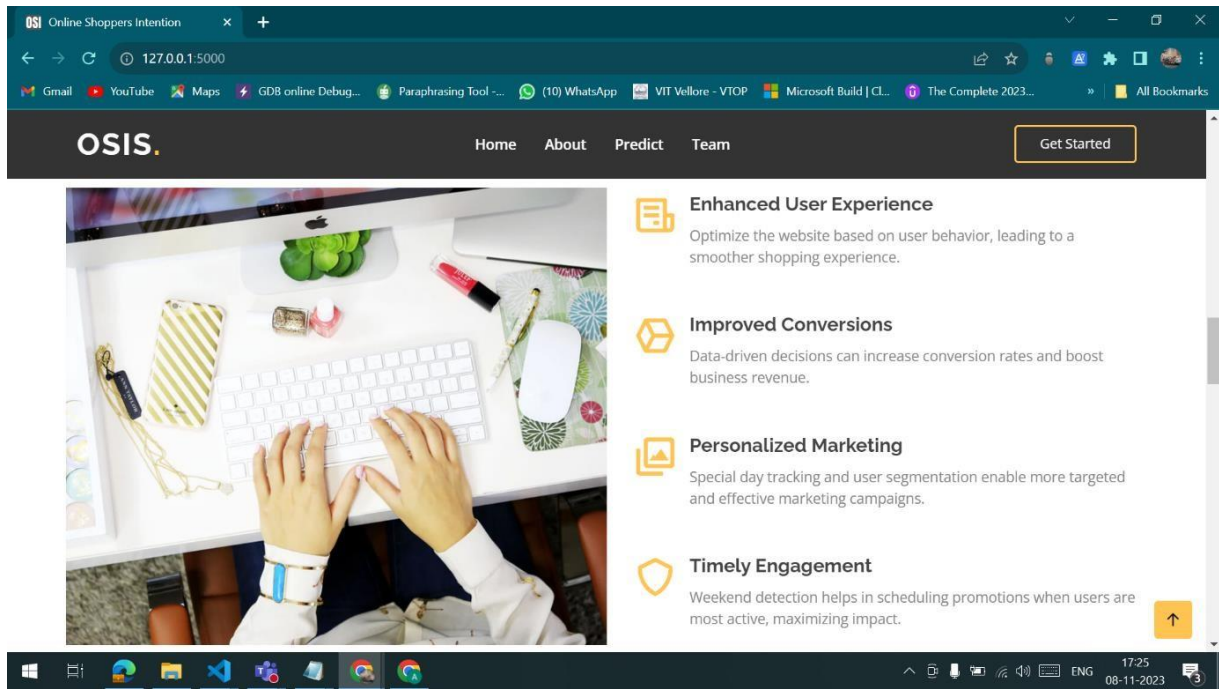 OSI Online Shoppers Intention
127.0.0.1:5000
Gmail YouTube Maps GDB online Debug... Paraphrasing Tool -... (10) WhatsApp VIT Vellore - VTOP Microsoft Build | Cl... The Complete 2023... » All Bookmarks
OSIS. Home About Predict Team Get Started
Enhanced User Experience
Optimize the website based on user behavior, leading to a
smoother shopping experience.
Improved Conversions
Data-driven decisions can increase conversion rates and boost
business revenue.
Personalized Marketing
Special day tracking and user segmentation enable more targeted
and effective marketing campaigns.
Timely Engagement
Weekend detection helps in scheduling promotions when users are
most active, maximizing impact.
ENG 17:25
08-11-2023 3